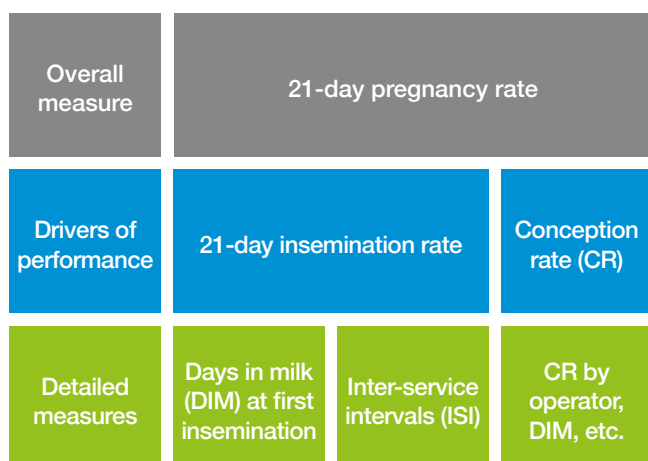 Overall
measure
21-day pregnancy rate
Drivers of
performance
21-day insemination rate
Conception
rate (CR)
Detailed
measures
Days in milk
(DIM) at first
insemination
Inter-service
intervals (ISI)
CR by
operator,
DIM, etc.